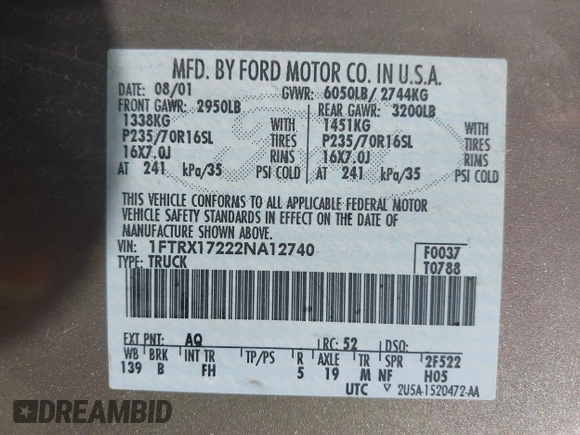 MFD. BY FORD MOTOR CO. IN U.S.A.
DATE: 08/01 GVWR: 6050LB/ 2744KG
FRONT GAWR: 2950LB REAR GAWR: 3200LB
1338KG WITH 1451KG WITH
P235/70R16SL TIRES P235/70R16SL TIRES
16X7.0J RINS 16X7.0J RINS
AT 241 kPa/35 PSI COLD AT 241 kPa/35 PSI COLD
THIS VEHICLE CONFORMS TO ALL APPLICABLE FEDERAL MOTOR
VEHICLE SAFETY STANDARDS IN EFFECT ON THE DATE OF
MANUFACTURE SHOWN ABOVE.
VIN: 1FTRX17222NA12740 F0037
TYPE: TRUCK T0788
EXT PNT: AQ RC: 52 DSO:
WB BRK INT TR TP/PS R AXLE TR SPR 2F522
139 B FH 5 19 M NF H05
UTC ▽ 2U5A-1520472-AA
DREAMBID